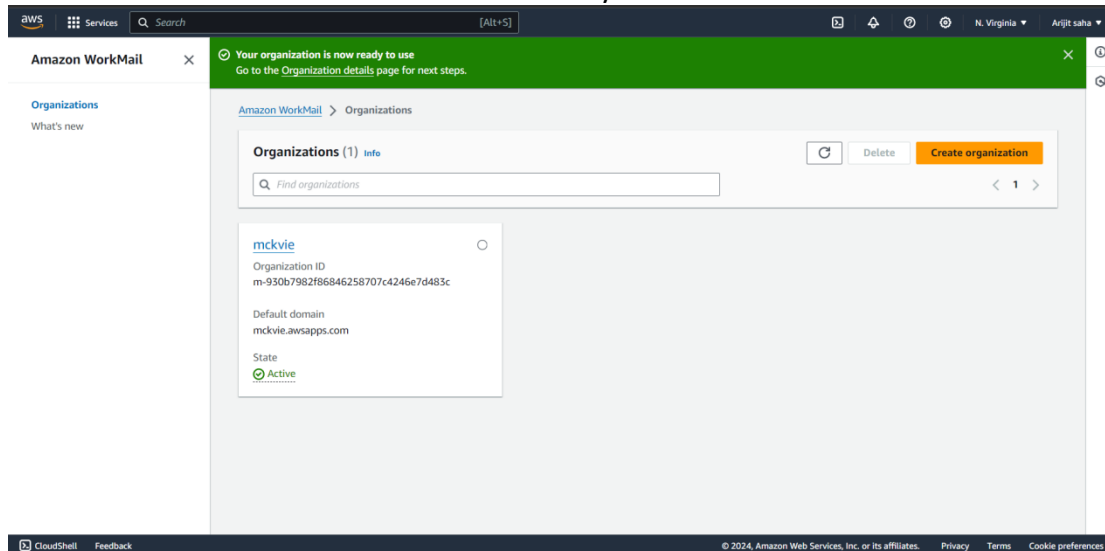 aws Services Search [Alt+S] N. Virginia ▼ Arijit saha ▼
Amazon WorkMail
Your organization is now ready to use
Go to the Organization details page for next steps.
Organizations
What's new
Amazon WorkMail > Organizations
Organizations (1) Info
Delete
Create organization
Find organizations
< 1 >
mckvie
Organization ID
m-930b7982f86846258707c4246e7d483c
Default domain
mckvie.awsapps.com
State
Active
CloudShell Feedback © 2024, Amazon Web Services, Inc. or its affiliates. Privacy Terms Cookie preferences